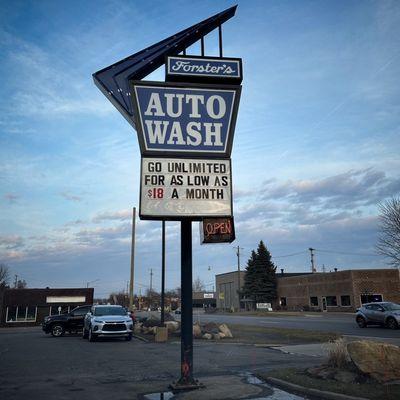 Forster's
AUTO
WASH
GO UNLIMITED
FOR AS LOW AS
$18 A MONTH
OPEN